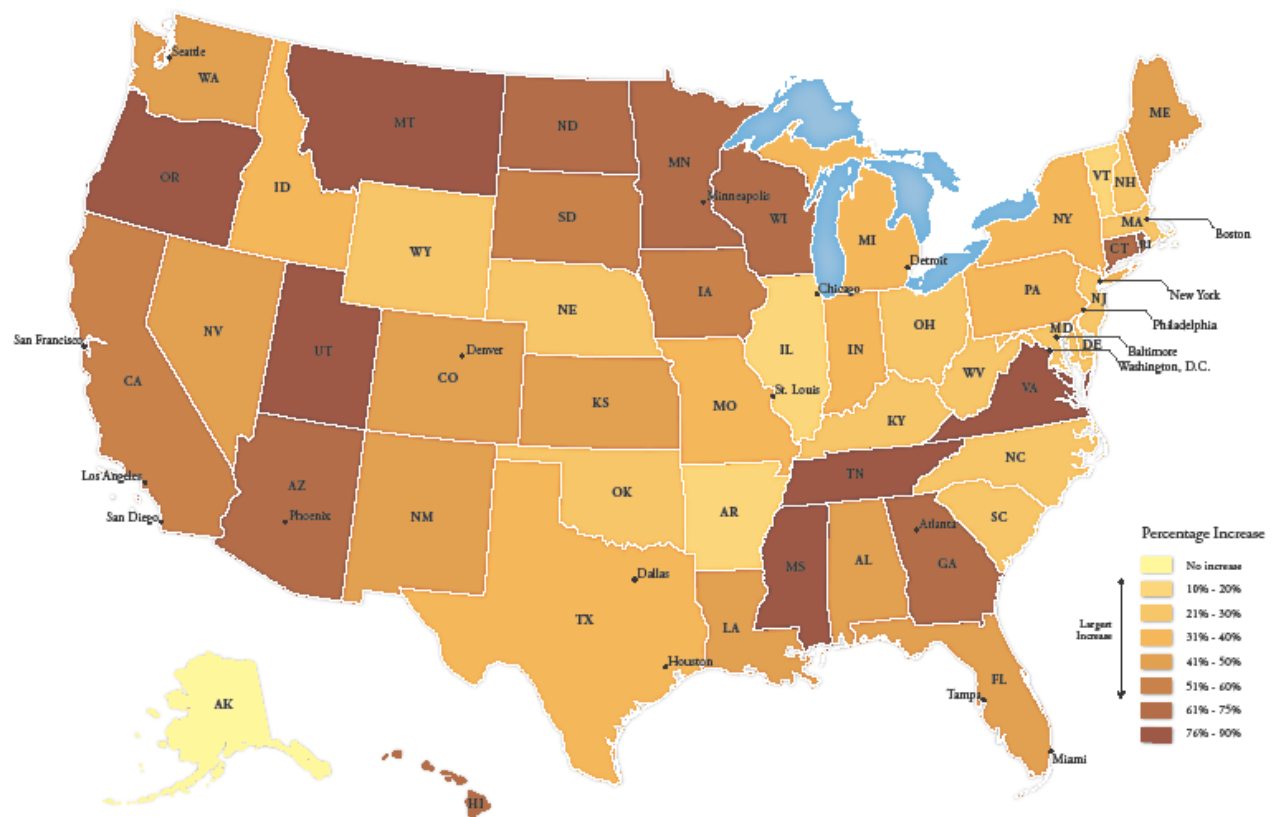 Seattle
WA
MT
ND
MN
ME
OR
ID
SD
Minneapolis
WI
VT
NH
NY
MA
Boston
WY
MI
CT
RI
Detroit
IA
NE
Chicago
PA
NJ
New York
OH
Philadelphia
NV
San Francisco
UT
Denver
CO
IL
IN
MD
DE
Baltimore
Washington, D.C.
WV
VA
CA
KS
MO
St. Louis
KY
NC
TN
Los Angeles
AZ
Phoenix
San Diego
NM
OK
AR
SC
Atlanta
GA
MS
AL
Dallas
TX
LA
Houston
FL
Tampa
Miami
AK
HI
Percentage Increase
No increase
10% - 20%
21% - 30%
31% - 40%
41% - 50%
51% - 60%
61% - 75%
76% - 90%
Largest
Increase